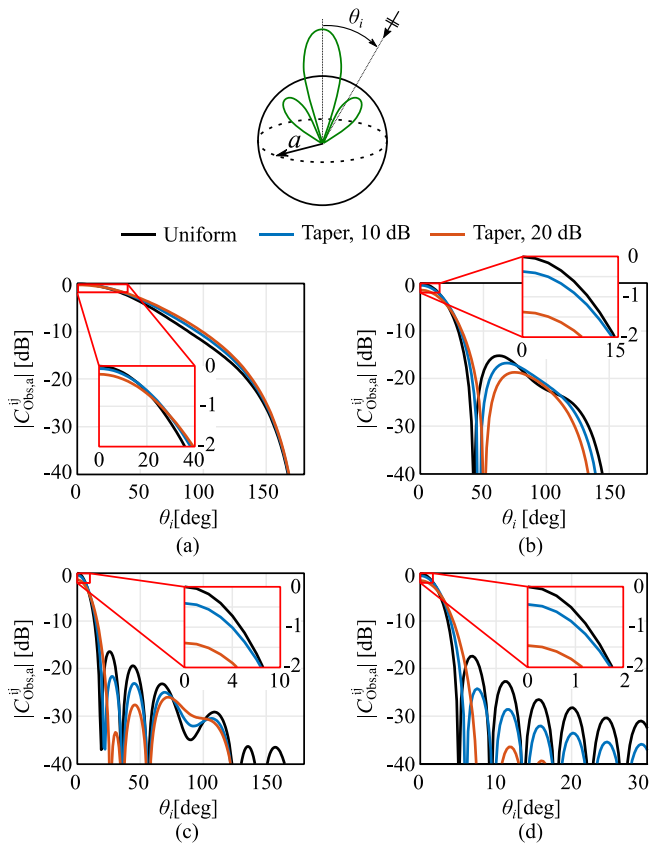 θi
a
Uniform Taper, 10 dB Taper, 20 dB
|C^ij_Obs,a| [dB]
0
-10
-20
-30
-40
0 50 100 150
0
-1
-2
0 20 40
θi[deg]
(a)
|C^ij_Obs,a| [dB]
0
-10
-20
-30
-40
0 50 100 150
0
-1
-2
0 15
θi[deg]
(b)
|C^ij_Obs,a| [dB]
0
-10
-20
-30
-40
0 50 100 150
0
-1
-2
0 4 10
θi[deg]
(c)
|C^ij_Obs,a| [dB]
0
-10
-20
-30
-40
0 10 20 30
0
-1
-2
0 1 2
θi[deg]
(d)